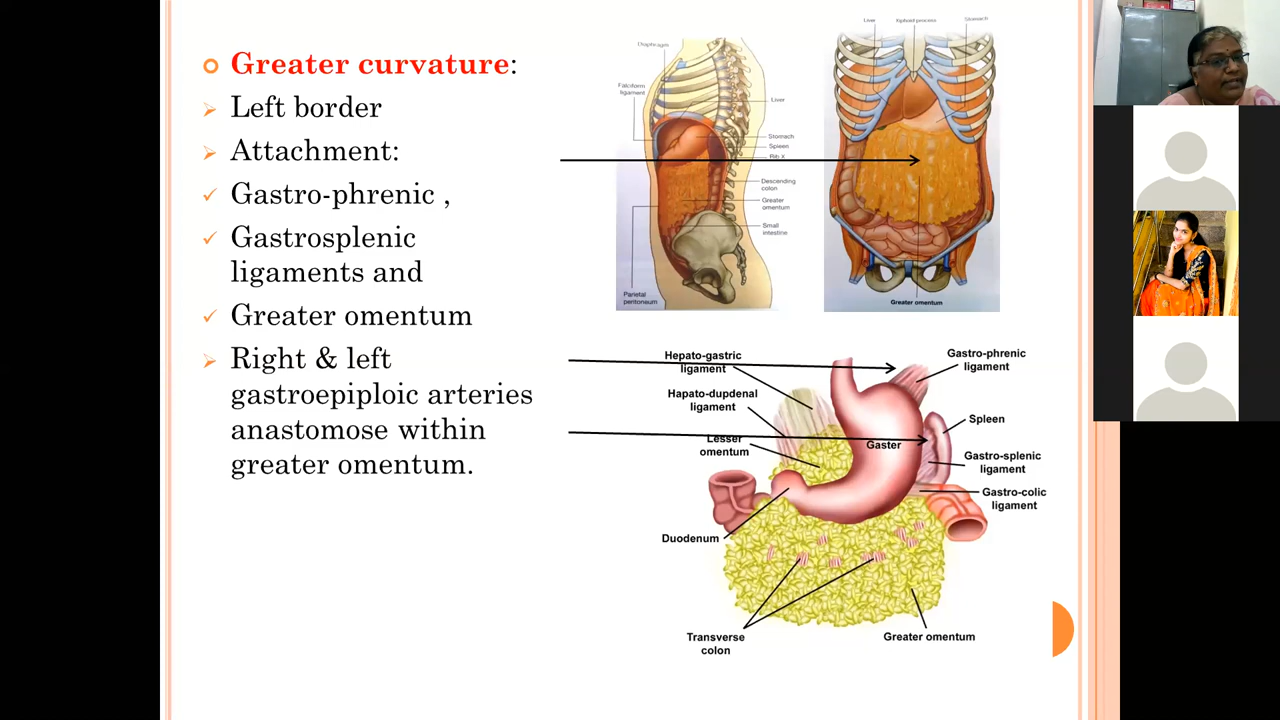 Greater curvature:
Left border
Attachment:
Gastro-phrenic ,
Gastrosplenic
ligaments and
Greater omentum
Right & left
gastroepiploic arteries
anastomose within
greater omentum.
Diaphragm
Falciform
ligament
Liver
Stomach
Spleen
Rib X
Descending
colon
Greater
omentum
Small
intestine
Parietal
peritoneum
Liver
Xiphoid process
Stomach
Greater omentum
Hepato-gastric
ligament
Hapato-dupdenal
ligament
Lesser
omentum
Duodenum
Transverse
colon
Gaster
Gastro-phrenic
ligament
Spleen
Gastro-splenic
ligament
Gastro-colic
ligament
Greater omentum